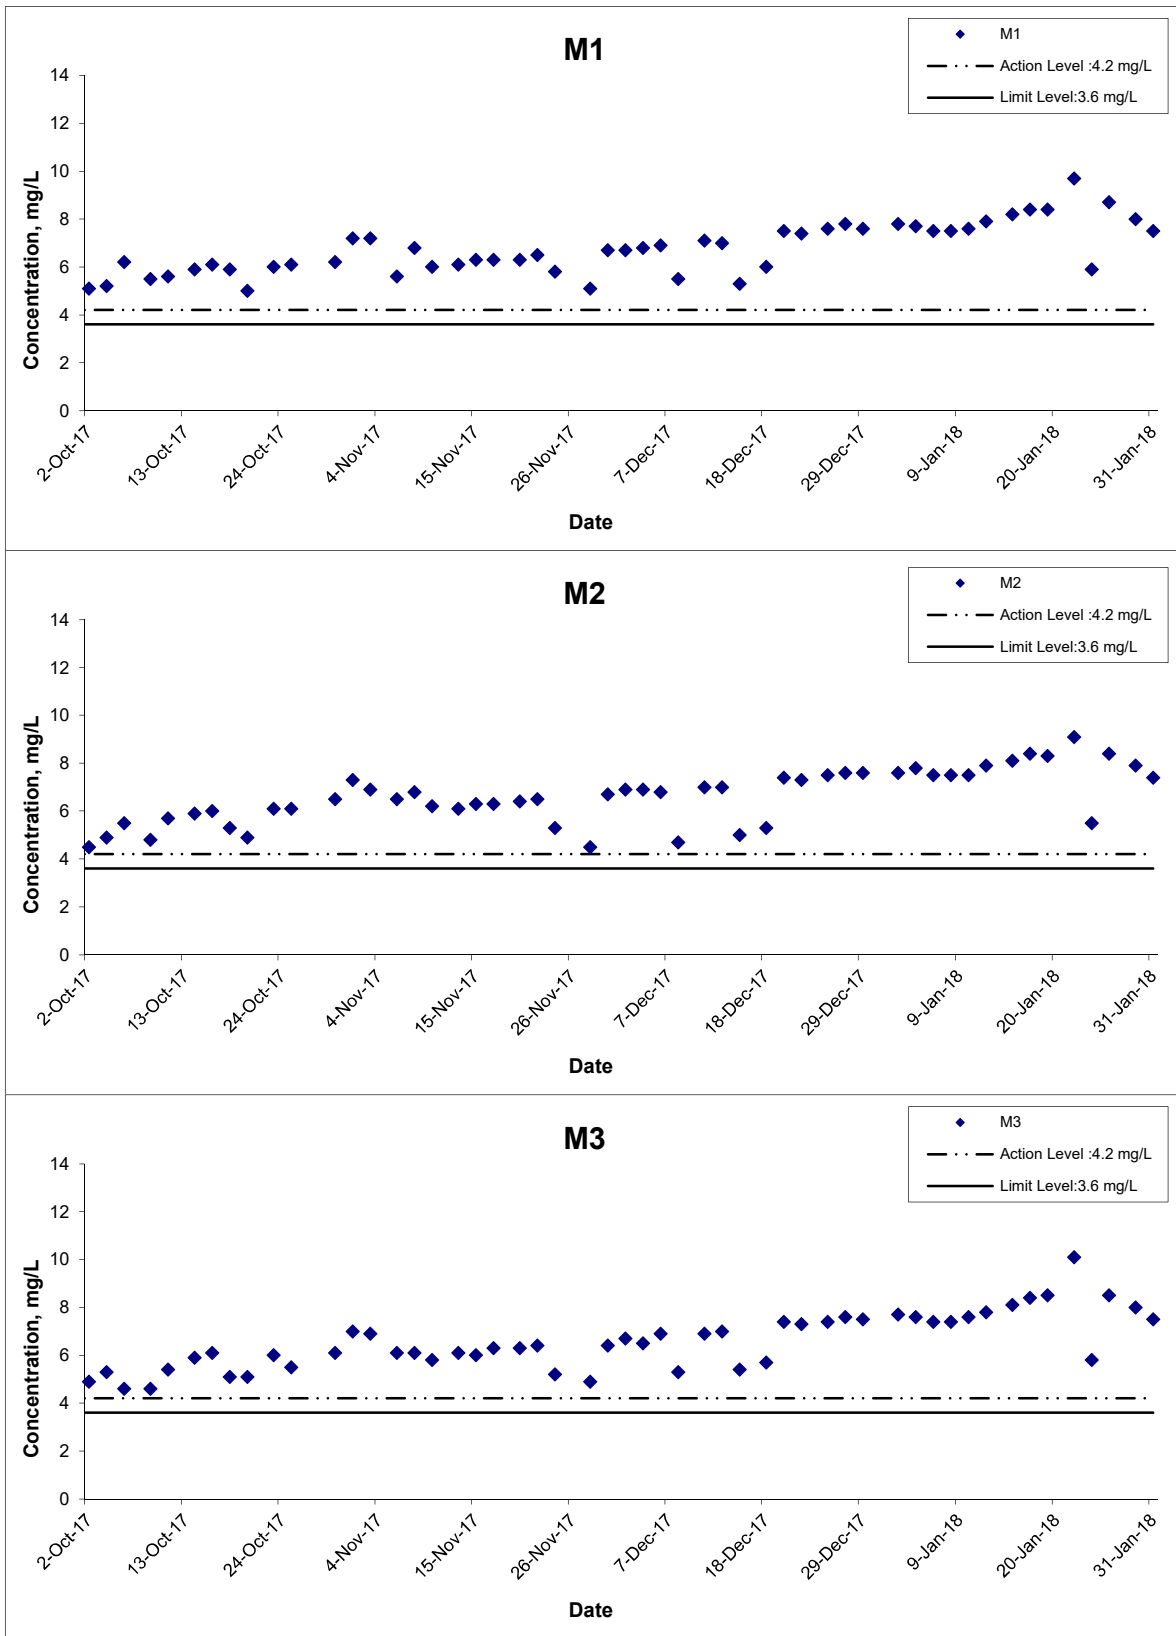 M1
M1
Action Level :4.2 mg/L
Limit Level:3.6 mg/L
Concentration, mg/L
14
12
10
8
6
4
2
0
2-Oct-17
13-Oct-17
24-Oct-17
4-Nov-17
15-Nov-17
26-Nov-17
7-Dec-17
18-Dec-17
29-Dec-17
9-Jan-18
20-Jan-18
31-Jan-18
Date
M2
M2
Action Level :4.2 mg/L
Limit Level:3.6 mg/L
Concentration, mg/L
14
12
10
8
6
4
2
0
2-Oct-17
13-Oct-17
24-Oct-17
4-Nov-17
15-Nov-17
26-Nov-17
7-Dec-17
18-Dec-17
29-Dec-17
9-Jan-18
20-Jan-18
31-Jan-18
Date
M3
M3
Action Level :4.2 mg/L
Limit Level:3.6 mg/L
Concentration, mg/L
14
12
10
8
6
4
2
0
2-Oct-17
13-Oct-17
24-Oct-17
4-Nov-17
15-Nov-17
26-Nov-17
7-Dec-17
18-Dec-17
29-Dec-17
9-Jan-18
20-Jan-18
31-Jan-18
Date